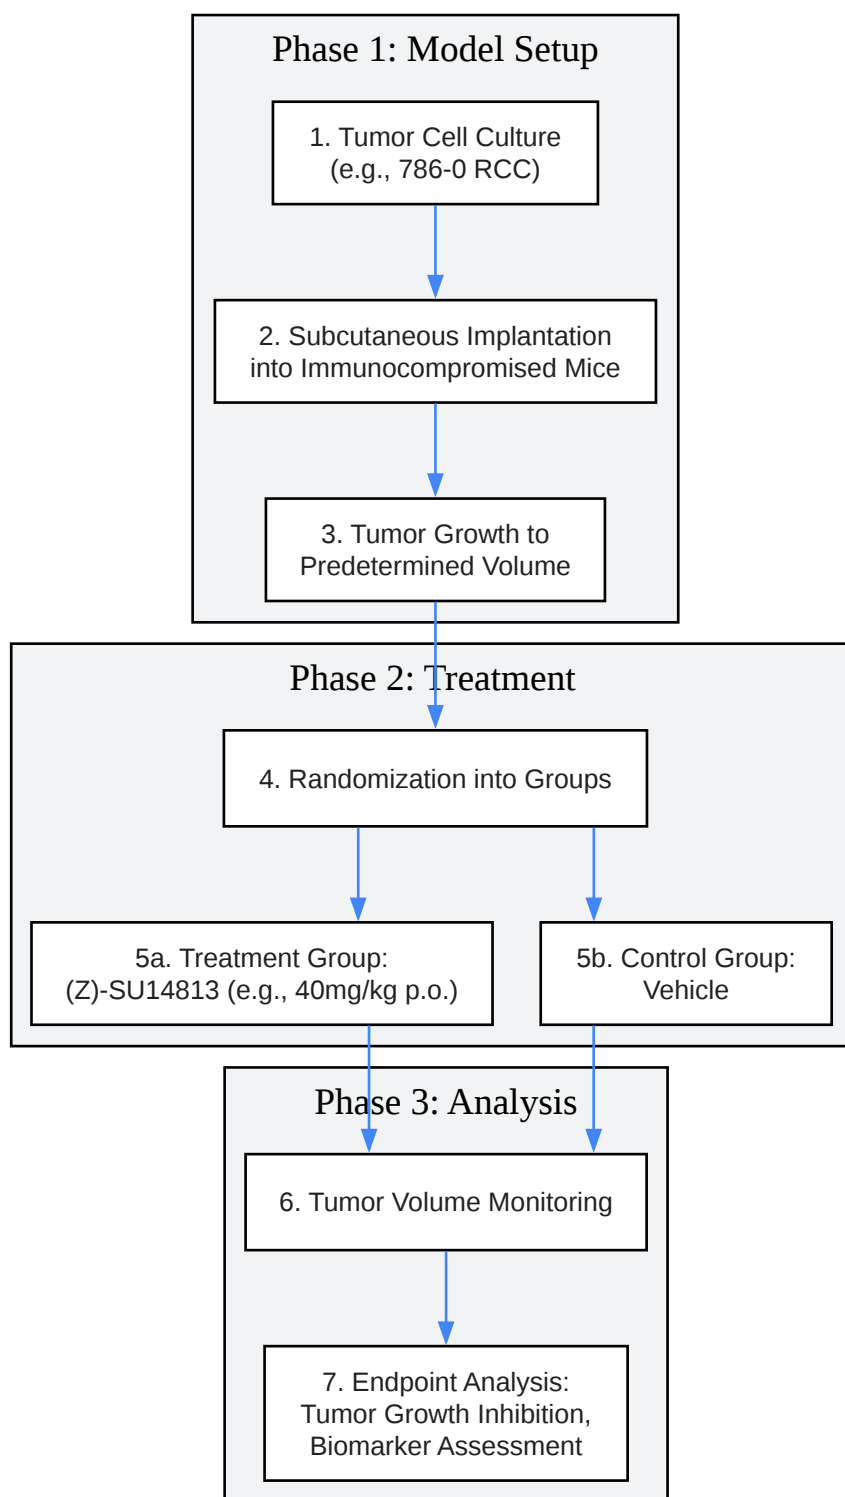 Phase 1: Model Setup
1. Tumor Cell Culture
(e.g., 786-0 RCC)
2. Subcutaneous Implantation
into Immunocompromised Mice
3. Tumor Growth to
Predetermined Volume
Phase 2: Treatment
4. Randomization into Groups
5a. Treatment Group:
(Z)-SU14813 (e.g., 40mg/kg p.o.)
5b. Control Group:
Vehicle
Phase 3: Analysis
6. Tumor Volume Monitoring
7. Endpoint Analysis:
Tumor Growth Inhibition,
Biomarker Assessment